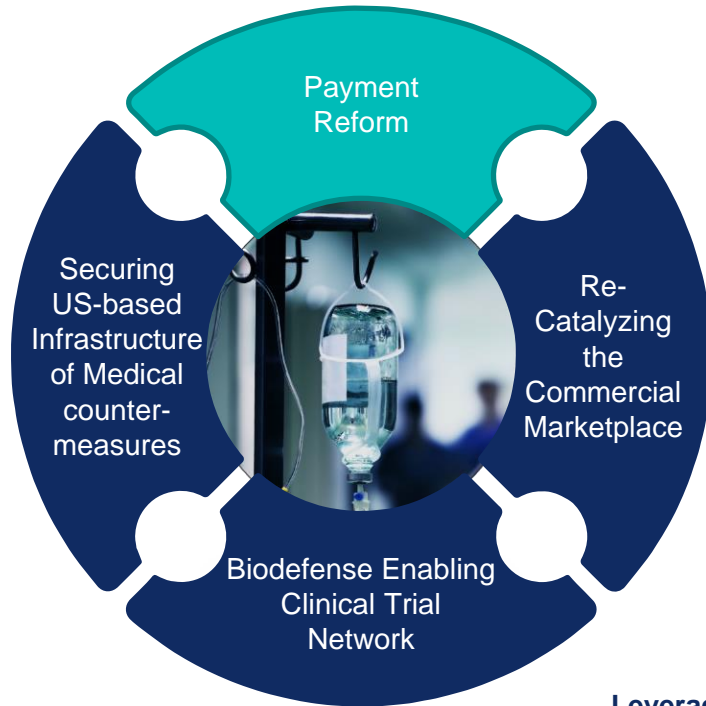 Payment
Reform
Securing
US-based
Infrastructure
of Medical
counter-
measures
Re-
Catalyzing
the
Commercial
Marketplace
Biodefense Enabling
Clinical Trial
Network